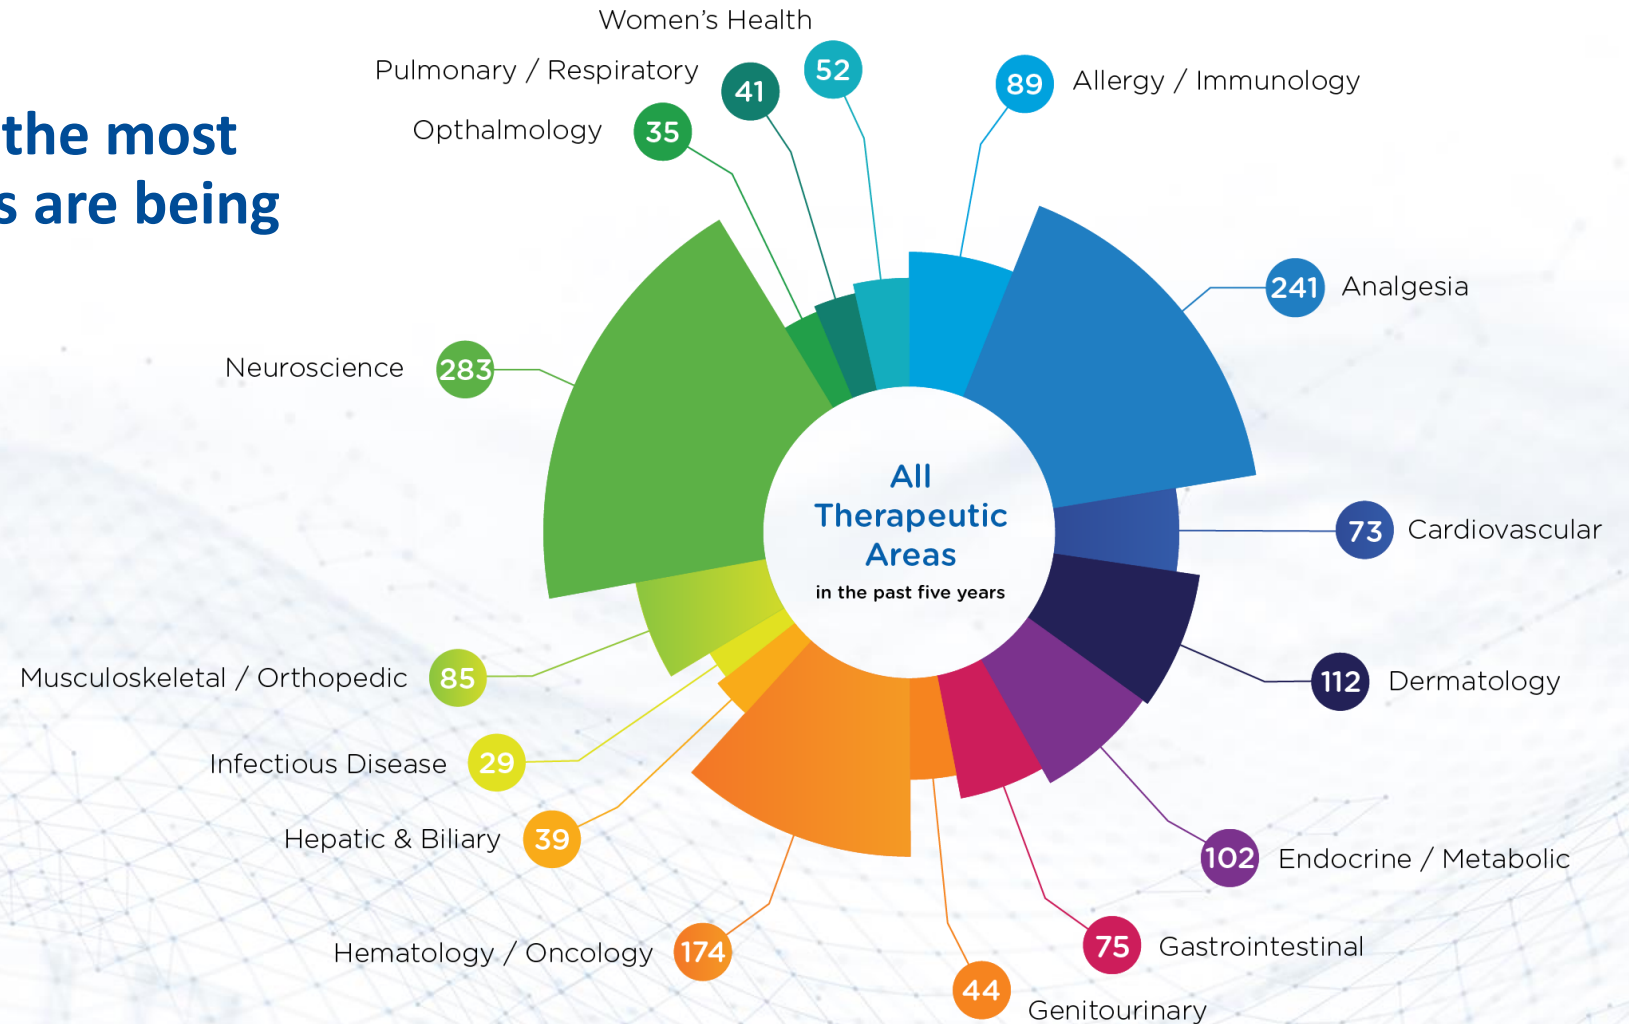 the most
s are being
Women's Health
52
Pulmonary / Respiratory
41
Opthalmology
35
89
Allergy / Immunology
241
Analgesia
Neuroscience
283
All
Therapeutic
Areas
in the past five years
73
Cardiovascular
Musculoskeletal / Orthopedic
85
112
Dermatology
Infectious Disease
29
Hepatic & Biliary
39
102
Endocrine / Metabolic
Hematology / Oncology
174
75
Gastrointestinal
44
Genitourinary